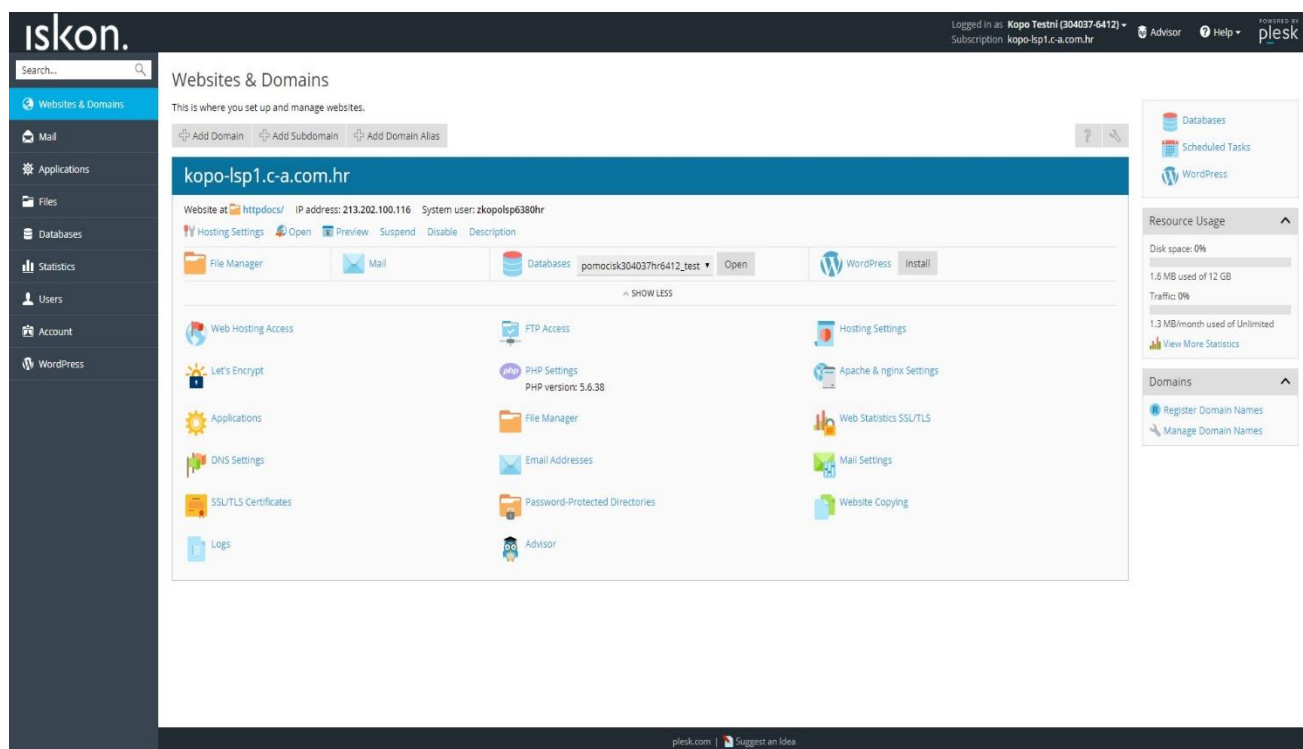 ıskon.
Logged in as Kopo Testni (304037-6412)
Subscription kopo-lsp1.c-a.com.hr
Advisor
Help
POWERED BY
plesk
Search...
Websites & Domains
Mail
Applications
Files
Databases
Statistics
Users
Account
WordPress
Websites & Domains
This is where you set up and manage websites.
Add Domain Add Subdomain Add Domain Alias
?
kopo-lsp1.c-a.com.hr
Website at httpdocs/ IP address: 213.202.100.116 System user: zkopolsp6380hr
Hosting Settings Open Preview Suspend Disable Description
File Manager Mail Databases pomocisk304037hr6412_test Open WordPress Install
SHOW LESS
Web Hosting Access FTP Access Hosting Settings
Let's Encrypt php PHP Settings Apache & nginx Settings
PHP version: 5.6.38
Applications File Manager Web Statistics SSL/TLS
DNS Settings Email Addresses Mail Settings
SSL/TLS Certificates Password-Protected Directories Website Copying
Logs Advisor
Databases
Scheduled Tasks
WordPress
Resource Usage
Disk space: 0%
1.6 MB used of 12 GB
Traffic: 0%
1.3 MB/month used of Unlimited
View More Statistics
Domains
Register Domain Names
Manage Domain Names
plesk.com | Suggest an Idea